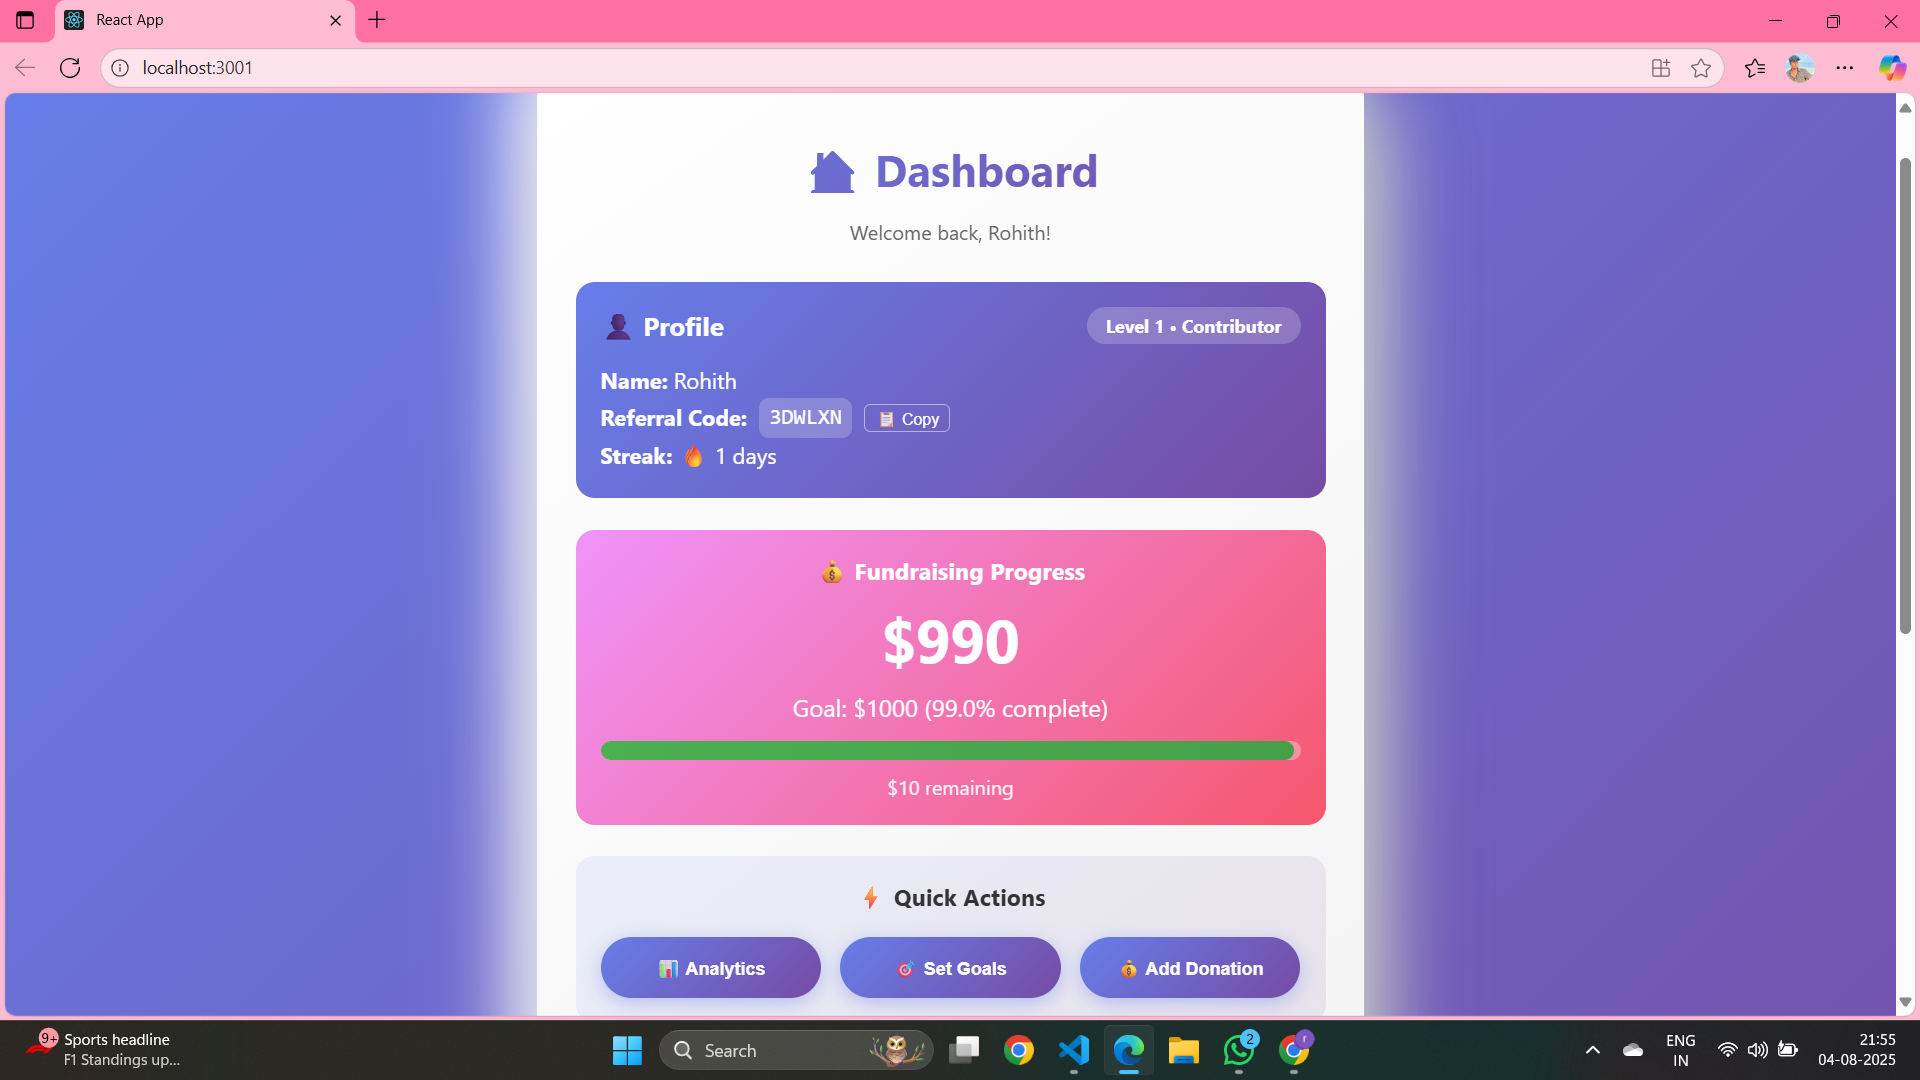 React App
localhost:3001
Dashboard
Welcome back, Rohith!
Profile
Level 1 • Contributor
Name: Rohith
Referral Code: 3DWLXN Copy
Streak: 1 days
Fundraising Progress
$990
Goal: $1000 (99.0% complete)
$10 remaining
Quick Actions
Analytics
Set Goals
Add Donation
9+
Sports headline
F1 Standings up...
Search
2
r
ENG
IN
21:55
04-08-2025